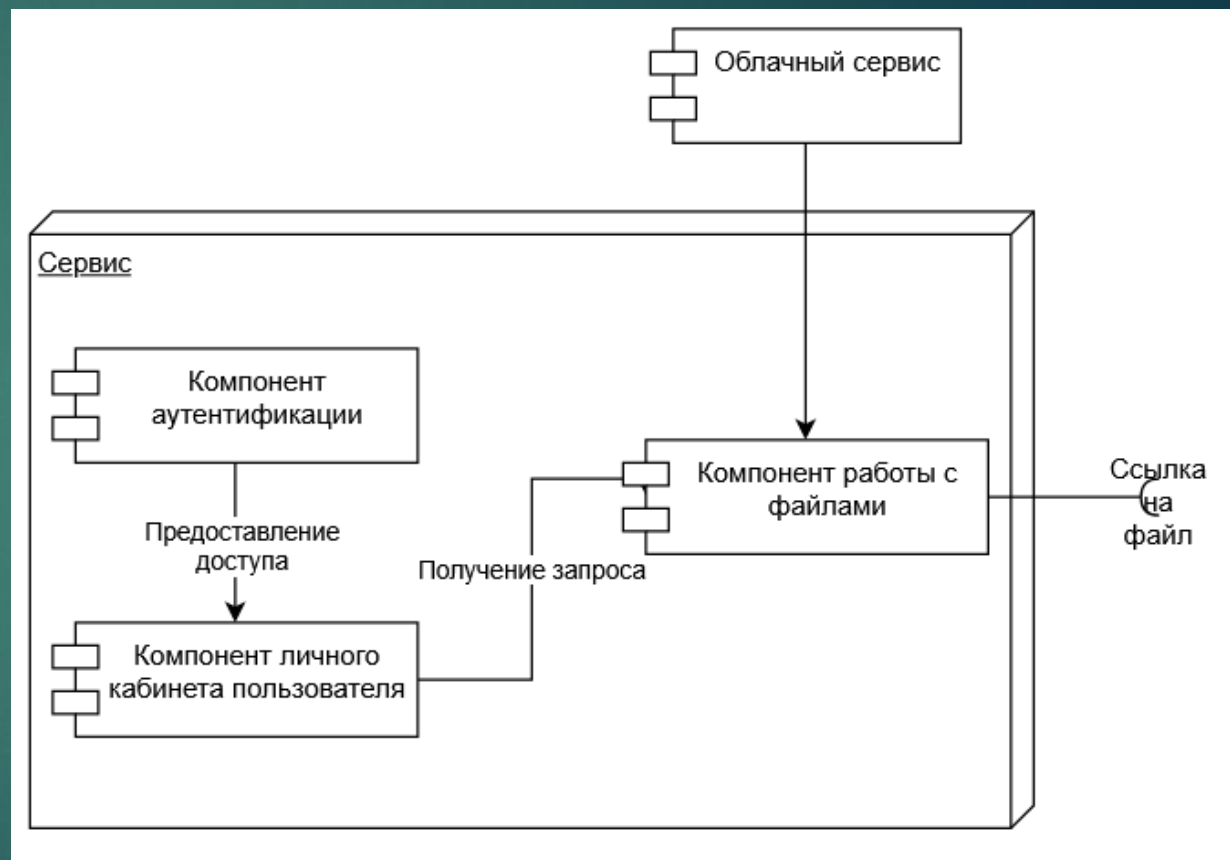 Облачный сервис
Сервис
Компонент
аутентификации
Предоставление
доступа
Компонент личного
кабинета пользователя
Получение запроса
Компонент работы с
файлами
Ссылка
на
файл